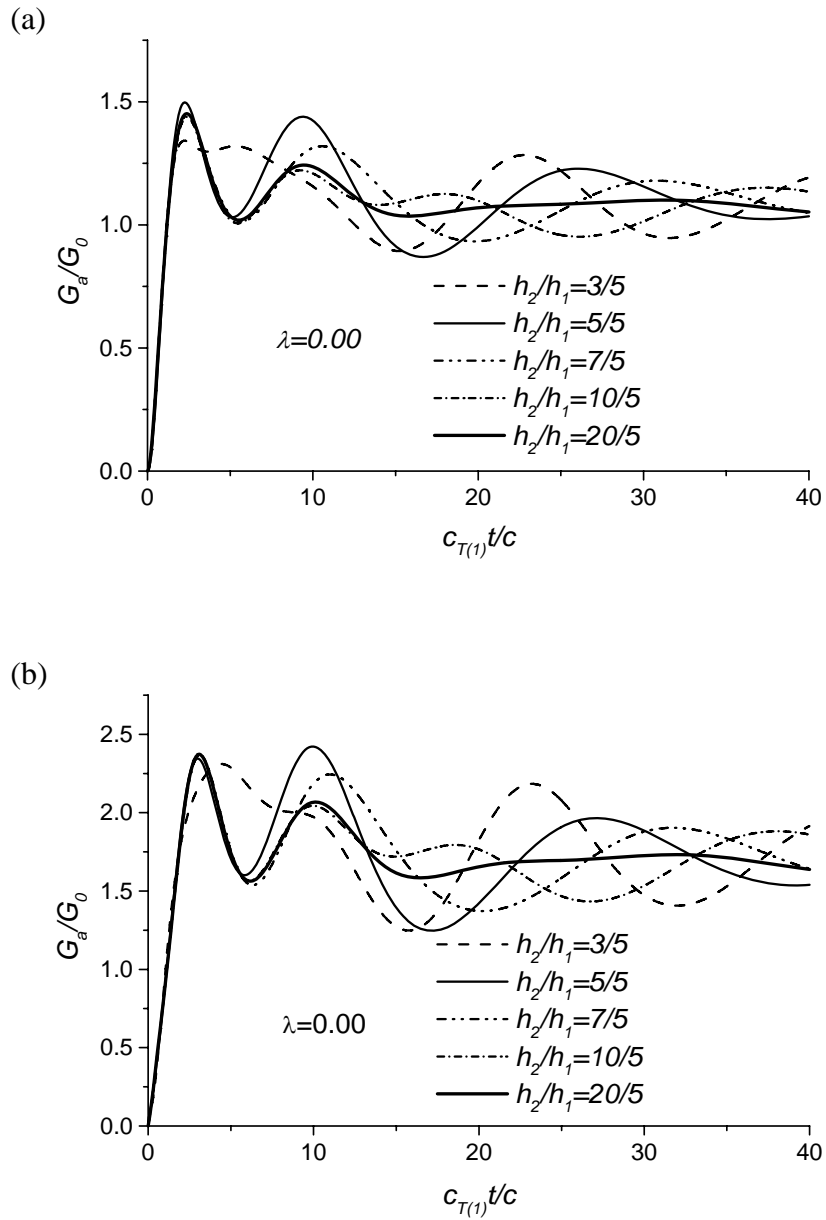 (a)
1.5
1.0
0.5
0.0
G_a/G_0
λ=0.00
h_2/h_1=3/5
h_2/h_1=5/5
h_2/h_1=7/5
h_2/h_1=10/5
h_2/h_1=20/5
0 10 20 30 40
c_{T(1)}t/c
(b)
2.5
2.0
1.5
1.0
0.5
0.0
G_a/G_0
λ=0.00
h_2/h_1=3/5
h_2/h_1=5/5
h_2/h_1=7/5
h_2/h_1=10/5
h_2/h_1=20/5
0 10 20 30 40
c_{T(1)}t/c